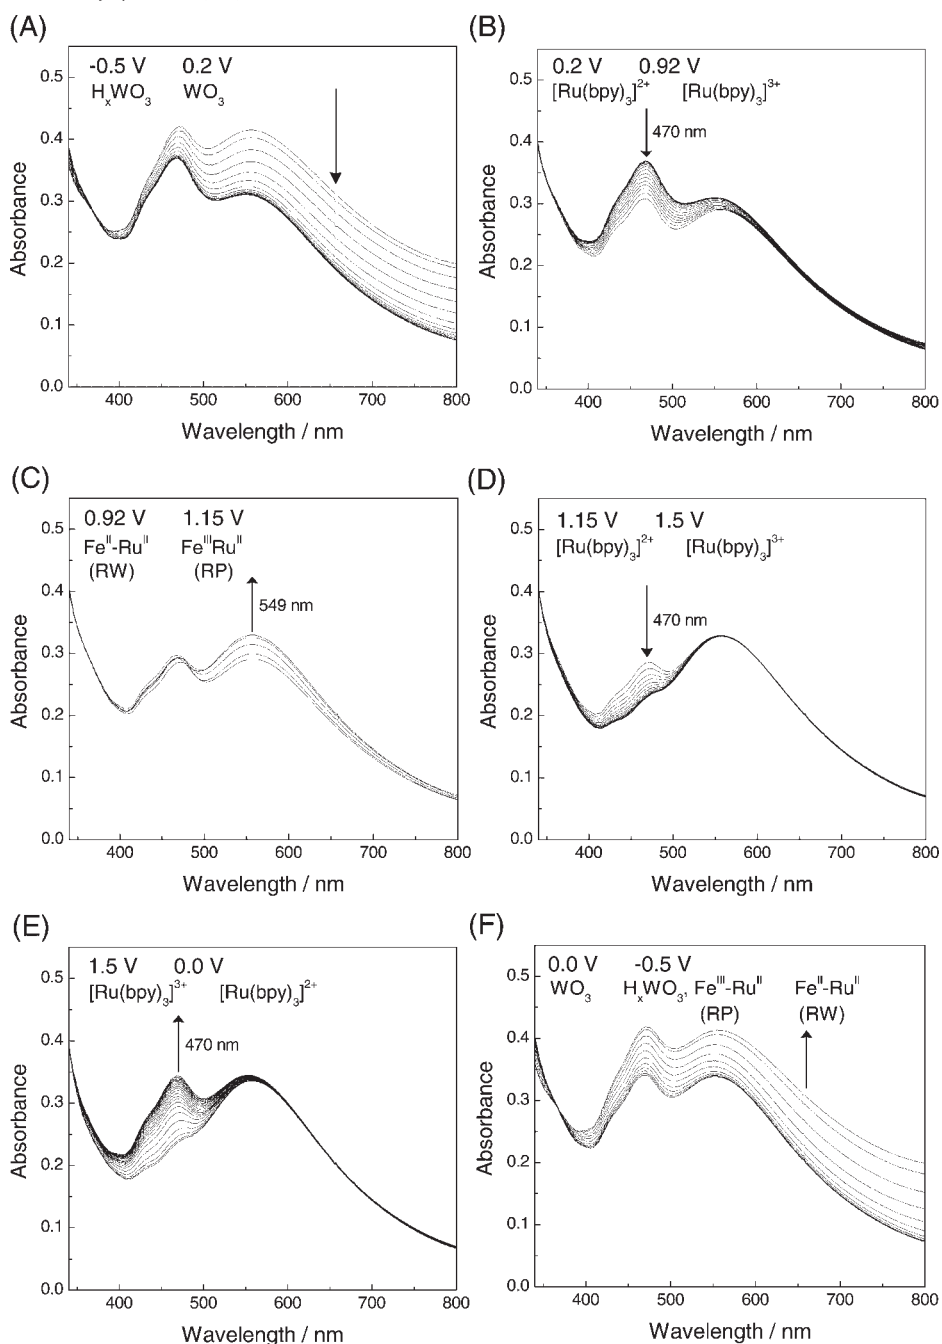 (A)
-0.5 V 0.2 V
HₓWO₃ WO₃
0.5
0.4
0.3
0.2
0.1
0.0
Absorbance
400 500 600 700 800
Wavelength / nm
(B)
0.2 V 0.92 V
[Ru(bpy)₃]²⁺ [Ru(bpy)₃]³⁺
470 nm
0.5
0.4
0.3
0.2
0.1
0.0
Absorbance
400 500 600 700 800
Wavelength / nm
(C)
0.92 V 1.15 V
Feᴵᴵ-Ruᴵᴵ FeᴵᴵᴵRuᴵᴵ
(RW) (RP)
549 nm
0.5
0.4
0.3
0.2
0.1
0.0
Absorbance
400 500 600 700 800
Wavelength / nm
(D)
1.15 V 1.5 V
[Ru(bpy)₃]²⁺ [Ru(bpy)₃]³⁺
470 nm
0.5
0.4
0.3
0.2
0.1
0.0
Absorbance
400 500 600 700 800
Wavelength / nm
(E)
1.5 V 0.0 V
[Ru(bpy)₃]³⁺ [Ru(bpy)₃]²⁺
470 nm
0.5
0.4
0.3
0.2
0.1
0.0
Absorbance
400 500 600 700 800
Wavelength / nm
(F)
0.0 V -0.5 V
WO₃ HₓWO₃, Feᴵᴵᴵ-Ruᴵᴵ Feᴵᴵ-Ruᴵᴵ
(RP) (RW)
0.5
0.4
0.3
0.2
0.1
0.0
Absorbance
400 500 600 700 800
Wavelength / nm